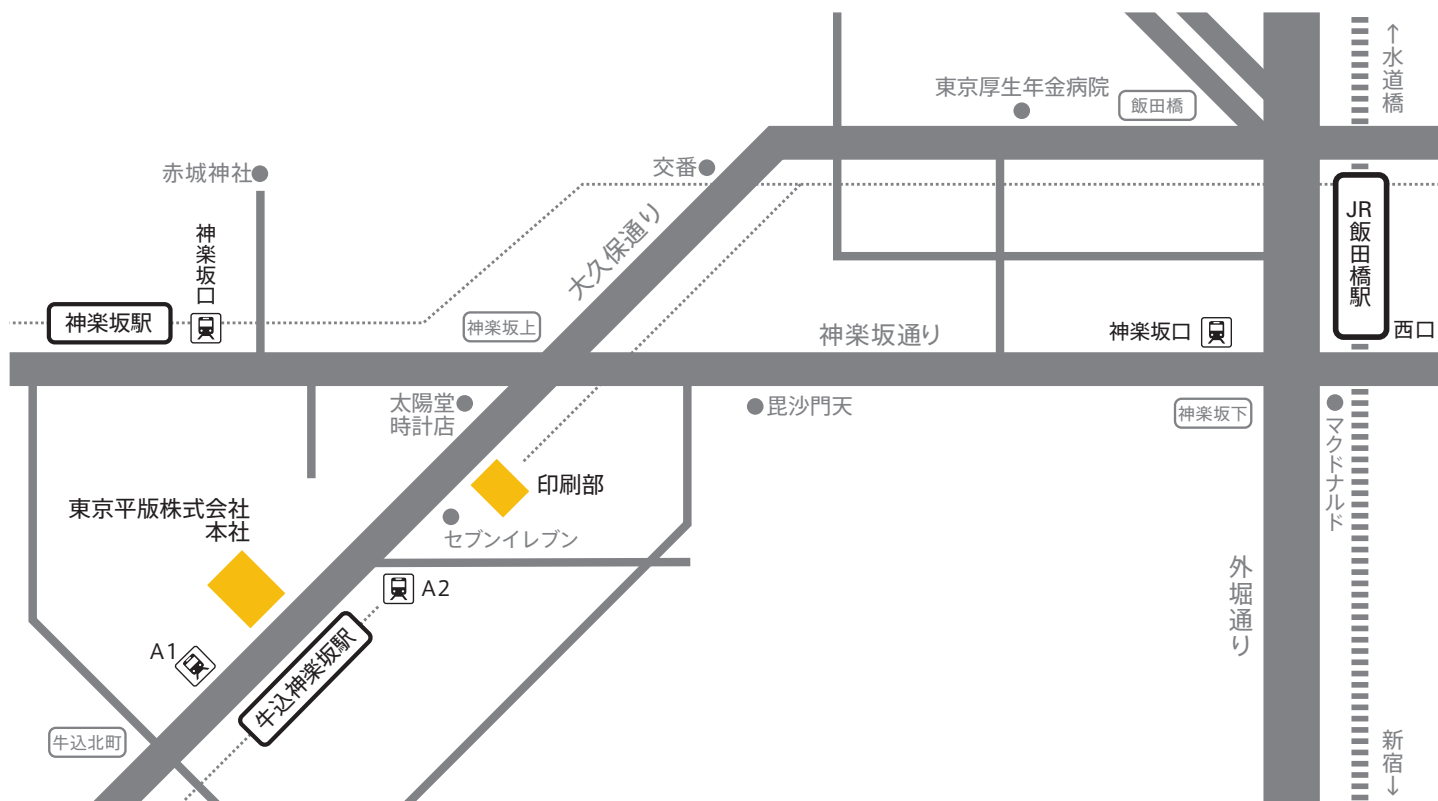 ↑水道橋
東京厚生年金病院
飯田橋
赤城神社
交番
大久保通り
神楽坂口
神楽坂駅
神楽坂上
神楽坂通り
神楽坂口
JR飯田橋駅
西口
太陽堂
時計店
毘沙門天
神楽坂下
マクドナルド
印刷部
東京平版株式会社
本社
セブンイレブン
A2
外堀通り
A1
牛込神楽坂駅
牛込北町
新宿↓